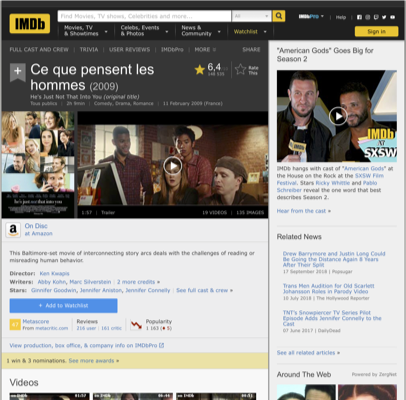 IMDb
Find Movies, TV shows, Celebrities and more...
All
IMDbPro
Help
Movies, TV & Showtimes
Celebs, Events & Photos
News & Community
Watchlist
Sign in
FULL CAST AND CREW | TRIVIA | USER REVIEWS | IMDbPro | MORE
SHARE
Ce que pensent les hommes (2009)
He's Just Not That Into You (original title)
Tous publics | 2h 9min | Comedy, Drama, Romance | 11 February 2009 (France)
6,4
Rate This
1:57 | Trailer
19 VIDEOS | 135 IMAGES
On Disc
at Amazon
This Baltimore-set movie of interconnecting story arcs deals with the challenges of reading or misreading human behavior.
Director: Ken Kwapis
Writers: Abby Kohn, Marc Silverstein | 2 more credits »
Stars: Ginnifer Goodwin, Jennifer Aniston, Jennifer Connelly | See full cast & crew »
+ Add to Watchlist
47
Metascore
From metacritic.com
Reviews
216 user | 161 critic
Popularity
1 163 (5)
View production, box office, & company info on IMDbPro
1 win & 3 nominations. See more awards »
Videos
"American Gods" Goes Big for Season 2
IMDb
at
SXSW
IMDb hangs with cast of "American Gods" at the House on the Rock at the SXSW Film Festival. Stars Ricky Whittle and Pablo Schreiber reveal the one word that best describes Season 2.
Hear from the cast »
Related News
Drew Barrymore and Justin Long Could Be Going the Distance Again 8 Years After Their Split
17 September 2018 | Popsugar
Trans Men Audition for Old Scarlett Johansson Roles in Parody Video
10 July 2018 | The Hollywood Reporter
TNT's Snowpiercer TV Series Pilot Episode Adds Jennifer Connelly to the Cast
07 June 2017 | DailyDead
See all related articles »
Around The Web
Powered by ZergNet